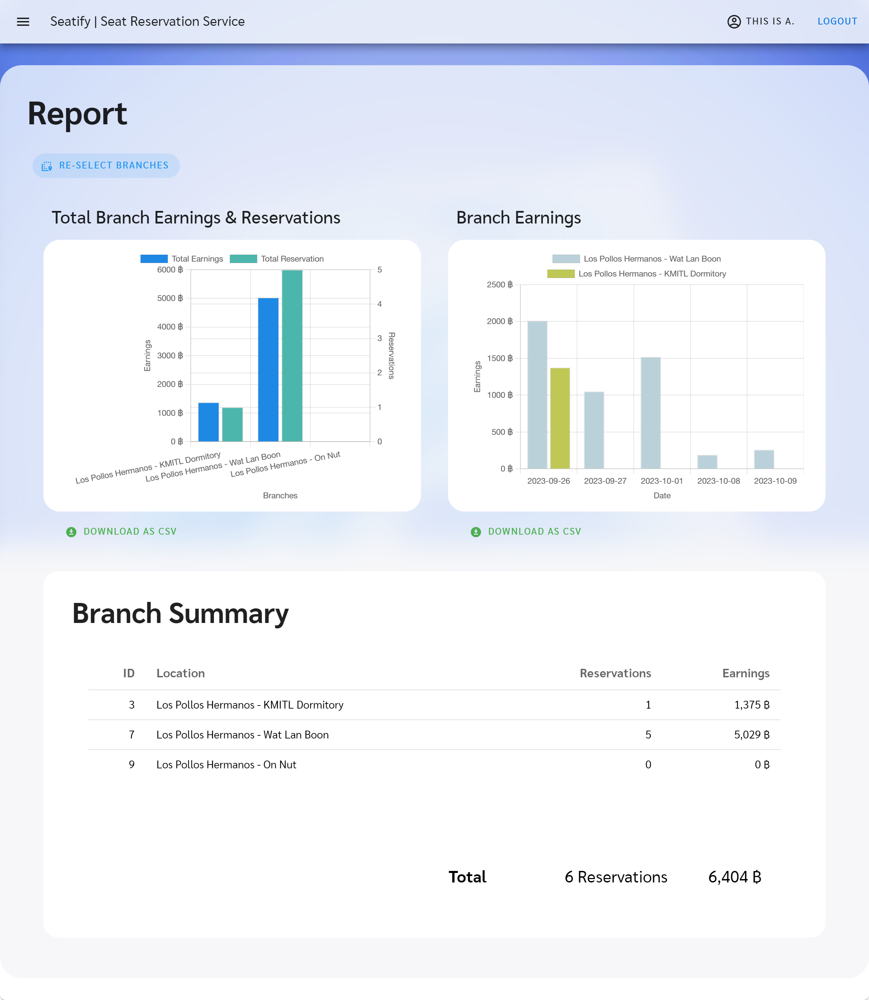 Seatify | Seat Reservation Service
THIS IS A.
LOGOUT
Report
RE-SELECT BRANCHES
Total Branch Earnings & Reservations
Total Earnings
Total Reservation
6000 ฿
5000 ฿
4000 ฿
3000 ฿
2000 ฿
1000 ฿
0 ฿
Earnings
5
4
3
2
1
0
Reservations
Los Pollos Hermanos - KMITL Dormitory
Los Pollos Hermanos - Wat Lan Boon
Los Pollos Hermanos - On Nut
Branches
DOWNLOAD AS CSV
Branch Earnings
Los Pollos Hermanos - Wat Lan Boon
Los Pollos Hermanos - KMITL Dormitory
2500 ฿
2000 ฿
1500 ฿
1000 ฿
500 ฿
0 ฿
Earnings
2023-09-26 2023-09-27 2023-10-01 2023-10-08 2023-10-09
Date
DOWNLOAD AS CSV
Branch Summary
ID Location Reservations Earnings
3 Los Pollos Hermanos - KMITL Dormitory 1 1,375 ฿
7 Los Pollos Hermanos - Wat Lan Boon 5 5,029 ฿
9 Los Pollos Hermanos - On Nut 0 0 ฿
Total 6 Reservations 6,404 ฿